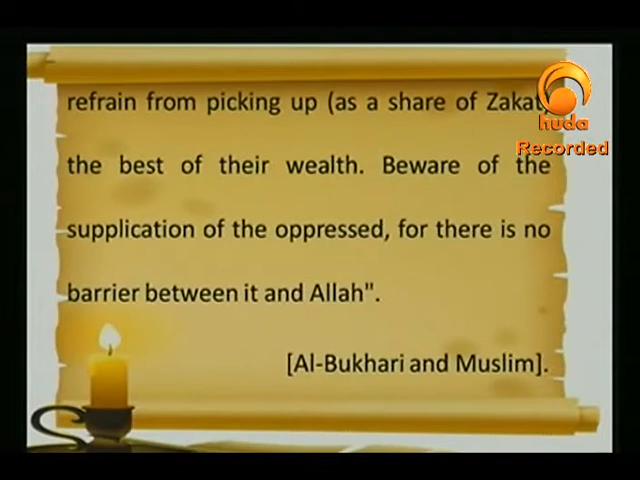 refrain from picking up (as a share of Zakat)
huda
Recorded
the best of their wealth. Beware of the
supplication of the oppressed, for there is no
barrier between it and Allah".
[Al-Bukhari and Muslim].